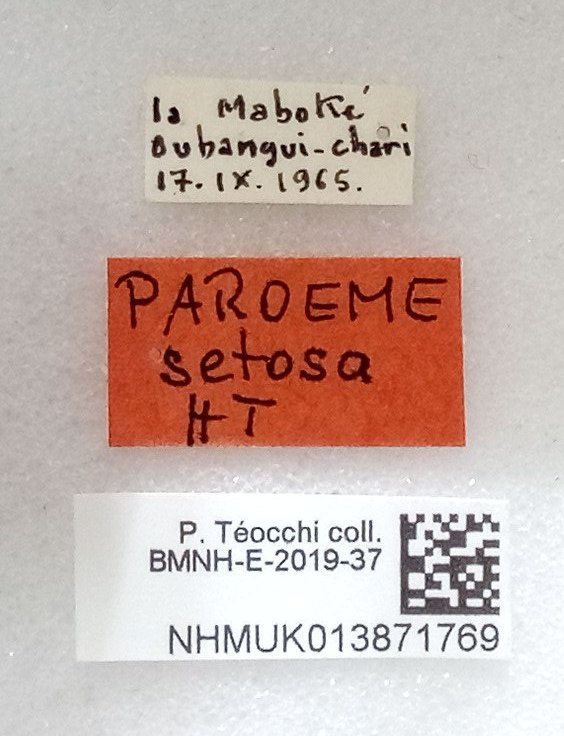 la Maboké
Oubangui-chari
17.IX.1965.
PAROEME
setosa
HT
P. Téocchi coll.
BMNH-E-2019-37
NHMUK013871769